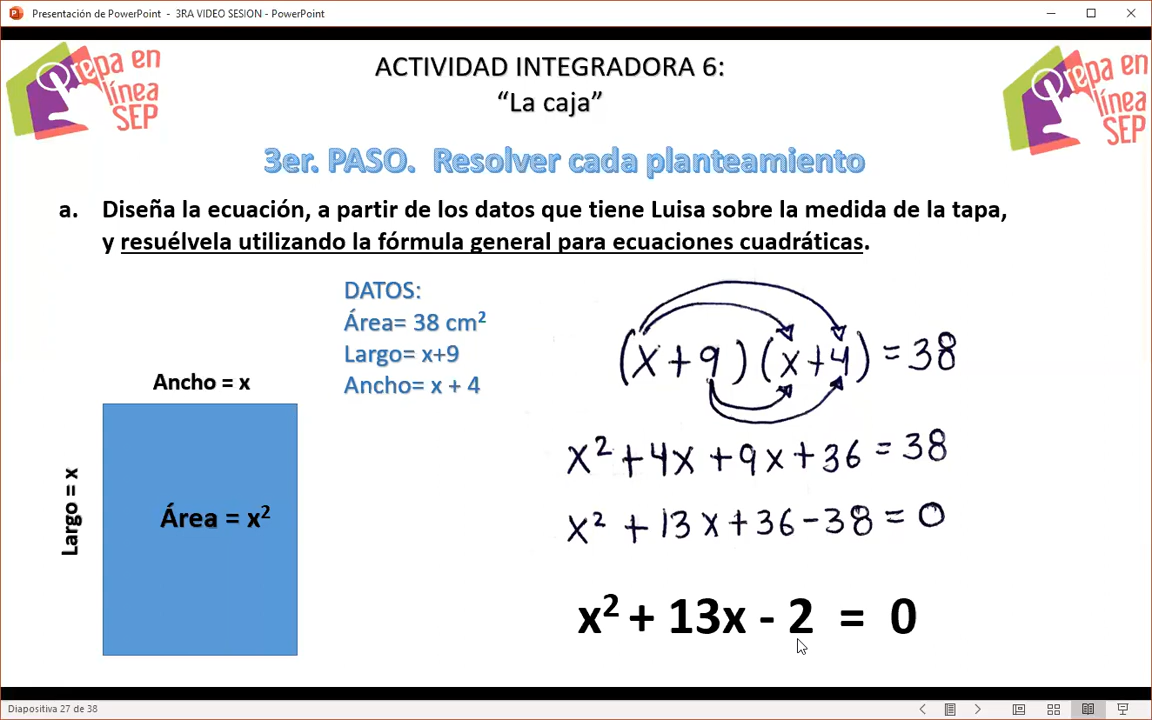 Presentación de PowerPoint - 3RA VIDEO SESION - PowerPoint
Prepa en línea SEP
ACTIVIDAD INTEGRADORA 6:
“La caja”
Prepa en línea SEP
3er. PASO. Resolver cada planteamiento
a. Diseña la ecuación, a partir de los datos que tiene Luisa sobre la medida de la tapa,
y resuélvela utilizando la fórmula general para ecuaciones cuadráticas.
DATOS:
Área= 38 cm²
Largo= x+9
Ancho= x + 4
Ancho = x
Largo = x
Área = x²
(x+9)(x+4)=38
x²+4x+9x+36=38
x²+13x+36-38=0
x² + 13x - 2 = 0
Diapositiva 27 de 38